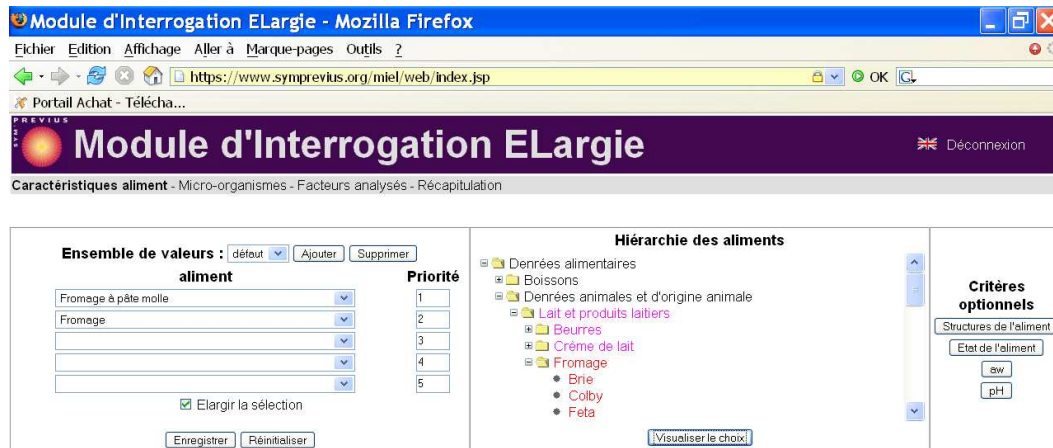 Module d'Interrogation ELargie - Mozilla Firefox
Fichier Edition Affichage Aller à Marque-pages Outils ?
https://www.symprevius.org/miel/web/index.jsp OK G
Portail Achat - Télécha...
SYM PREVIUS
Module d'Interrogation ELargie Déconnexion
Caractéristiques aliment - Micro-organismes - Facteurs analysés - Récapitulation
Ensemble de valeurs : défaut Ajouter Supprimer
aliment Priorité
Fromage à pâte molle 1
Fromage 2
3
4
5
Elargir la sélection
Enregistrer Réinitialiser
Hiérarchie des aliments
Denrées alimentaires
Boissons
Denrées animales et d'origine animale
Lait et produits laitiers
Beurres
Créme de lait
Fromage
Brie
Colby
Feta
Visualiser le choix
Critères
optionnels
Structures de l'aliment
Etat de l'aliment
aw
pH